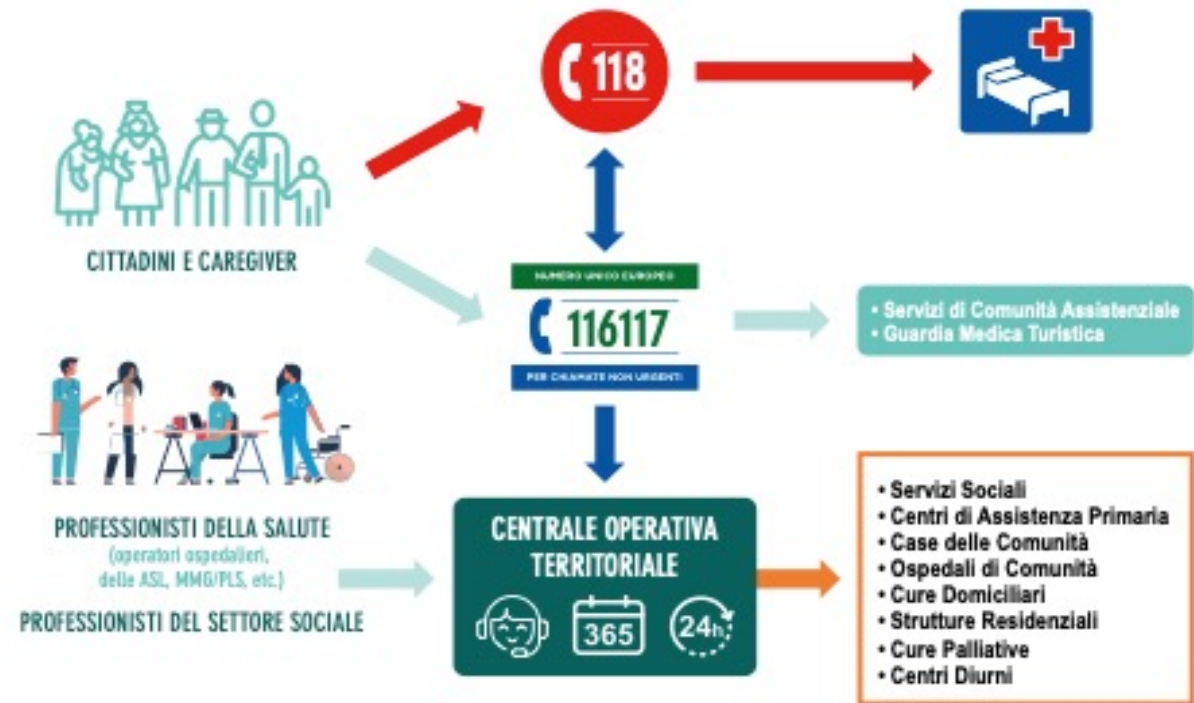 118
CITTADINI E CAREGIVER
NUMERO UNICO EUROPEO
116117
PER CHIAMATE NON URGENTI
• Servizi di Comunità Assistenziale
• Guardia Medica Turistica
PROFESSIONISTI DELLA SALUTE
(operatori ospedalieri,
delle ASL, MMG/PLS, etc.)
PROFESSIONISTI DEL SETTORE SOCIALE
CENTRALE OPERATIVA
TERRITORIALE
365
24h
• Servizi Sociali
• Centri di Assistenza Primaria
• Case delle Comunità
• Ospedali di Comunità
• Cure Domiciliari
• Strutture Residenziali
• Cure Palliative
• Centri Diurni